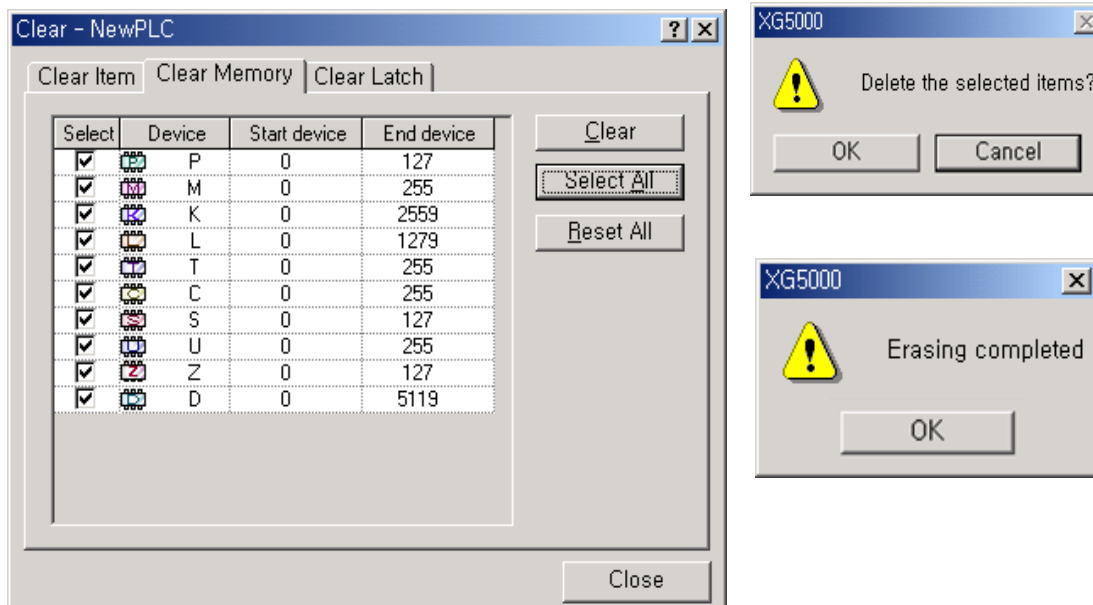 Clear - NewPLC
Clear Item Clear Memory Clear Latch
Select Device Start device End device
P P 0 127
M M 0 255
K K 0 2559
L L 0 1279
T T 0 255
C C 0 255
S S 0 127
U U 0 255
Z Z 0 127
D D 0 5119
Clear
Select All
Reset All
Close
XG5000
Delete the selected items?
OK Cancel
XG5000
Erasing completed
OK